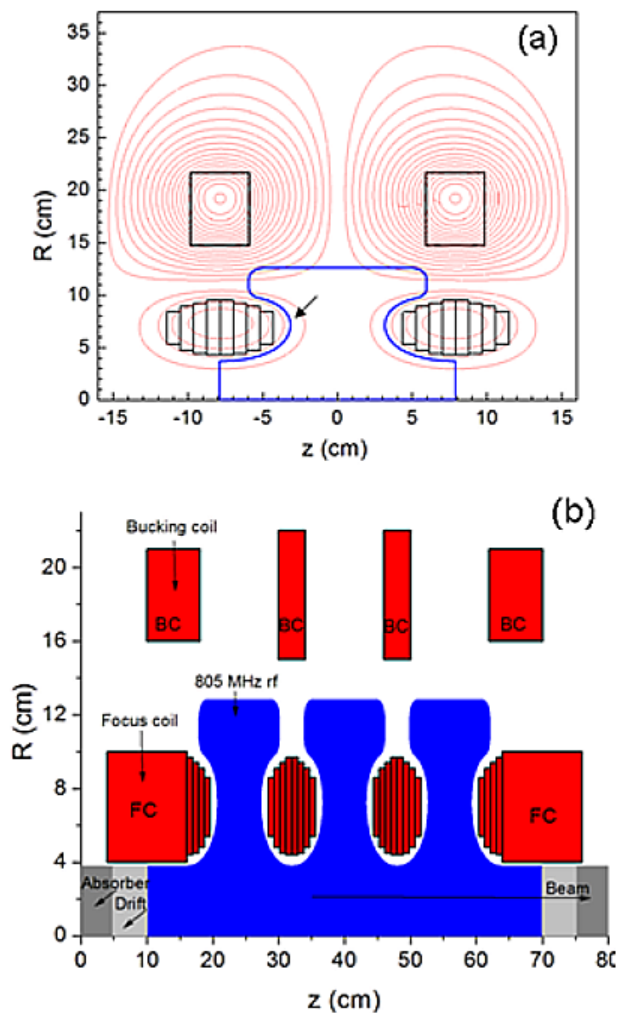 (a)
35
30
25
20
15
10
5
0
R (cm)
-15 -10 -5 0 5 10 15
z (cm)
(b)
Bucking coil
20
16
12
8
4
0
R (cm)
BC BC BC BC
805 MHz rf
Focus coil
FC FC
Absorber
Drift
Beam
0 10 20 30 40 50 60 70 80
z (cm)